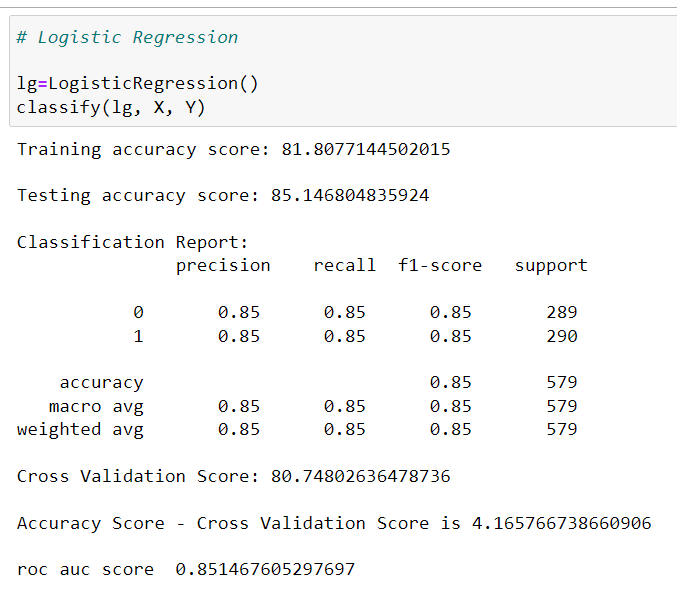 # Logistic Regression
lg=LogisticRegression()
classify(lg, X, Y)
Training accuracy score: 81.8077144502015
Testing accuracy score: 85.146804835924
Classification Report:
precision recall f1-score support
0 0.85 0.85 0.85 289
1 0.85 0.85 0.85 290
accuracy 0.85 579
macro avg 0.85 0.85 0.85 579
weighted avg 0.85 0.85 0.85 579
Cross Validation Score: 80.74802636478736
Accuracy Score - Cross Validation Score is 4.165766738660906
roc auc score 0.851467605297697